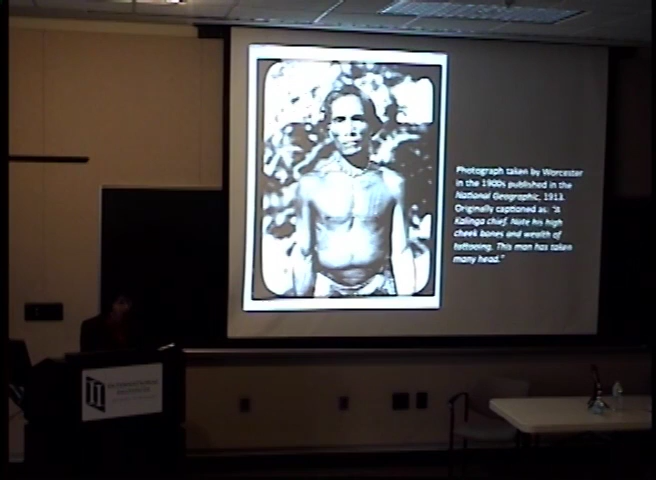 Photograph taken by Worcester
in the 1900s published in the
National Geographic, 1913.
Originally captioned as: "A
Kalinga chief. Note his high
cheek bones and wealth of
tattooing. This man has taken
many head."
INTERNATIONAL
INSTITUTE